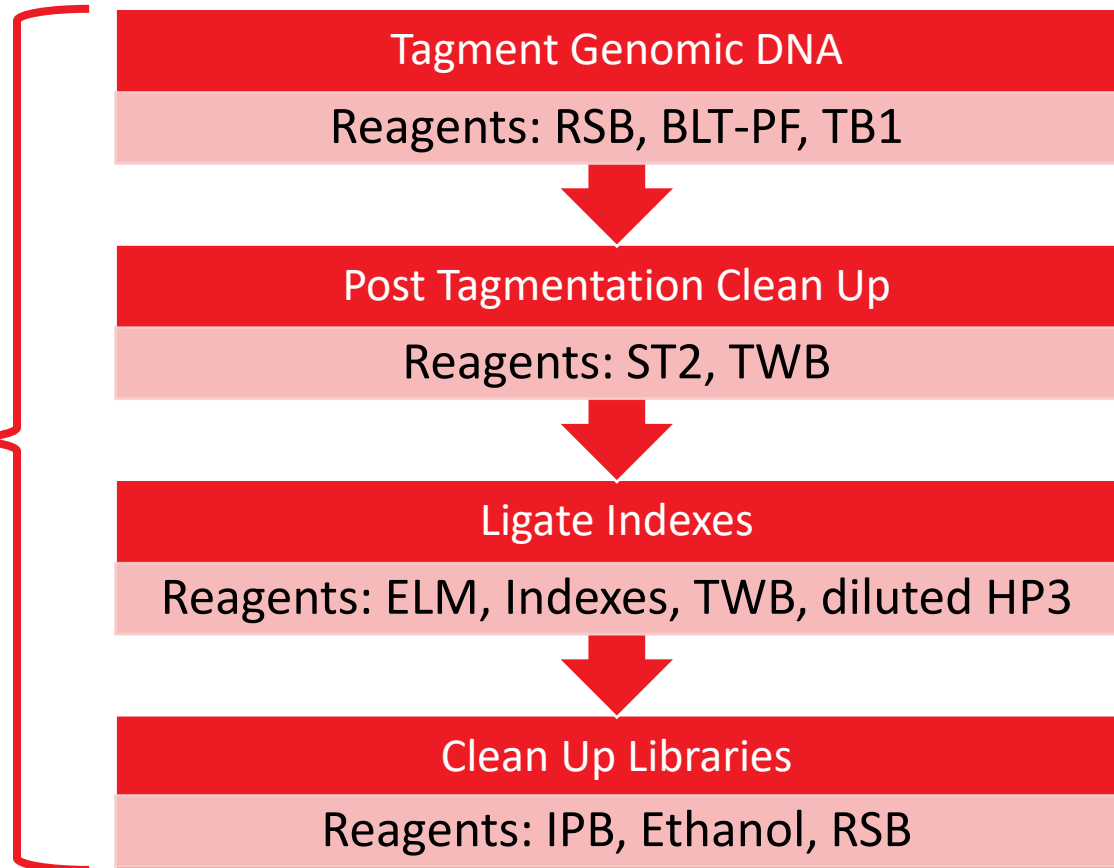 Tagment Genomic DNA
Reagents: RSB, BLT-PF, TB1
Post Tagmentation Clean Up
Reagents: ST2, TWB
Ligate Indexes
Reagents: ELM, Indexes, TWB, diluted HP3
Clean Up Libraries
Reagents: IPB, Ethanol, RSB